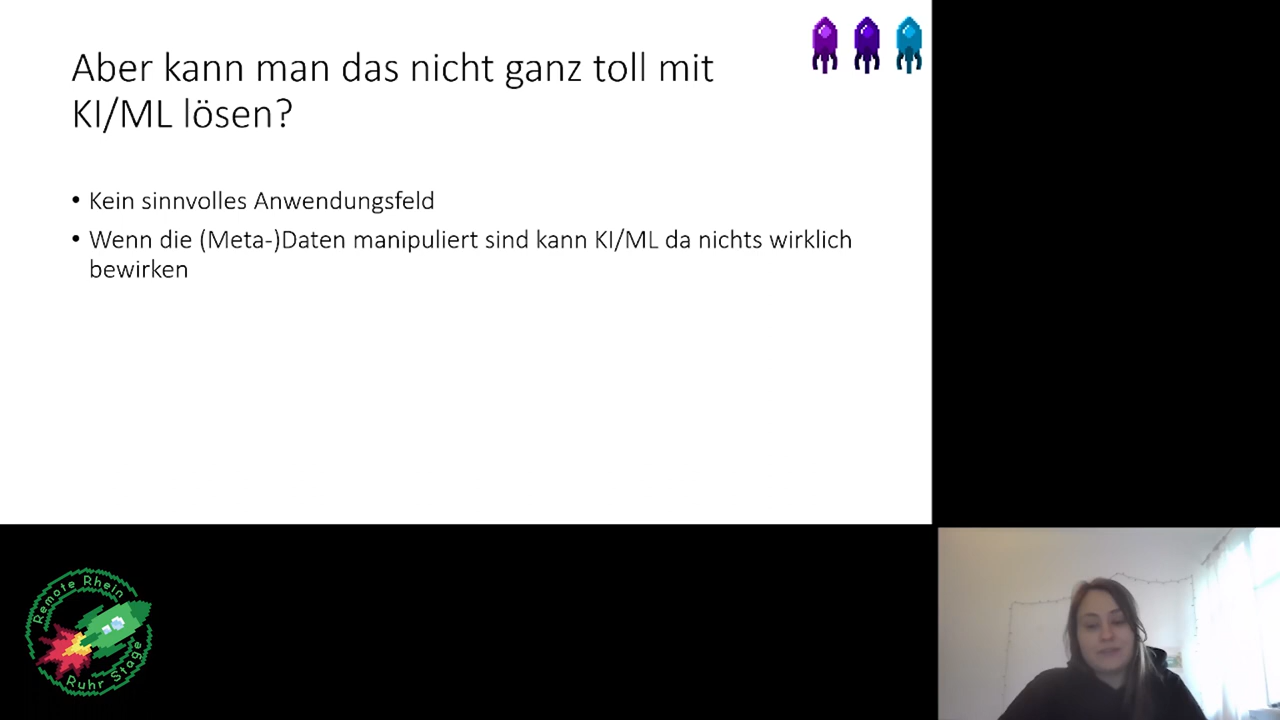 Aber kann man das nicht ganz toll mit
KI/ML lösen?
• Kein sinnvolles Anwendungsfeld
• Wenn die (Meta-)Daten manipuliert sind kann KI/ML da nichts wirklich
bewirken
Remote Rhein
Ruhr Stage